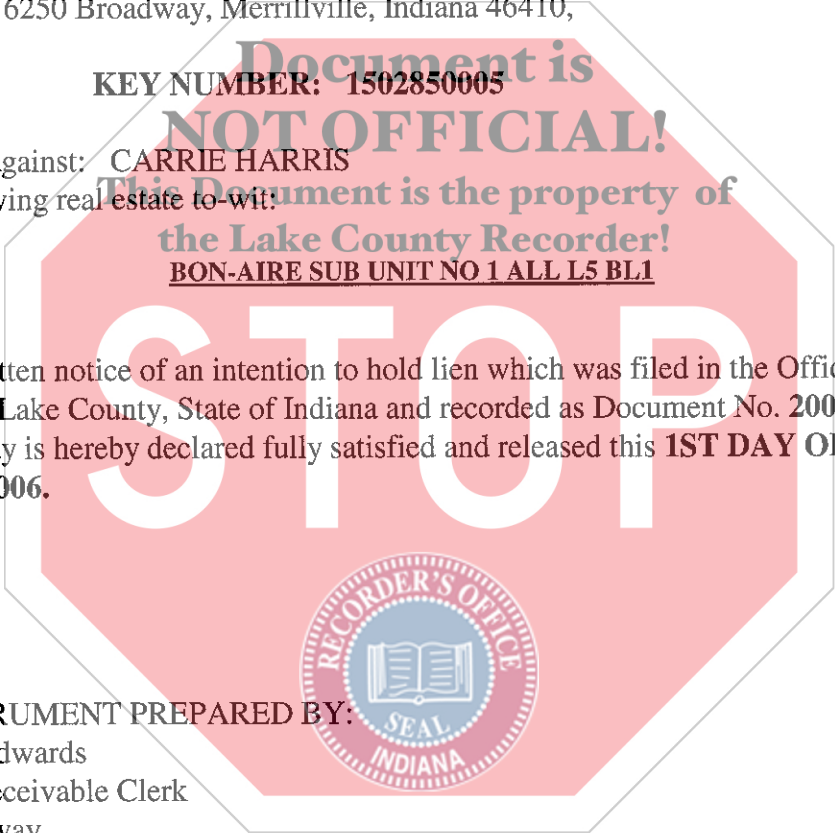 6250 Broadway, Merrillville, Indiana 46410,
Document is
KEY NUMBER: 1502850005
NOT OFFICIAL!
gainst: CARRIE HARRIS
This Document is the property of
ving real estate to-wit:
the Lake County Recorder!
BON-AIRE SUB UNIT NO 1 ALL L5 BL1
STOP
tten notice of an intention to hold lien which was filed in the Offic
Lake County, State of Indiana and recorded as Document No. 200
y is hereby declared fully satisfied and released this 1ST DAY O
006.
RECORDER'S OFFICE
SEAL
INDIANA
RUMENT PREPARED BY:
dwards
ceivable Clerk
way